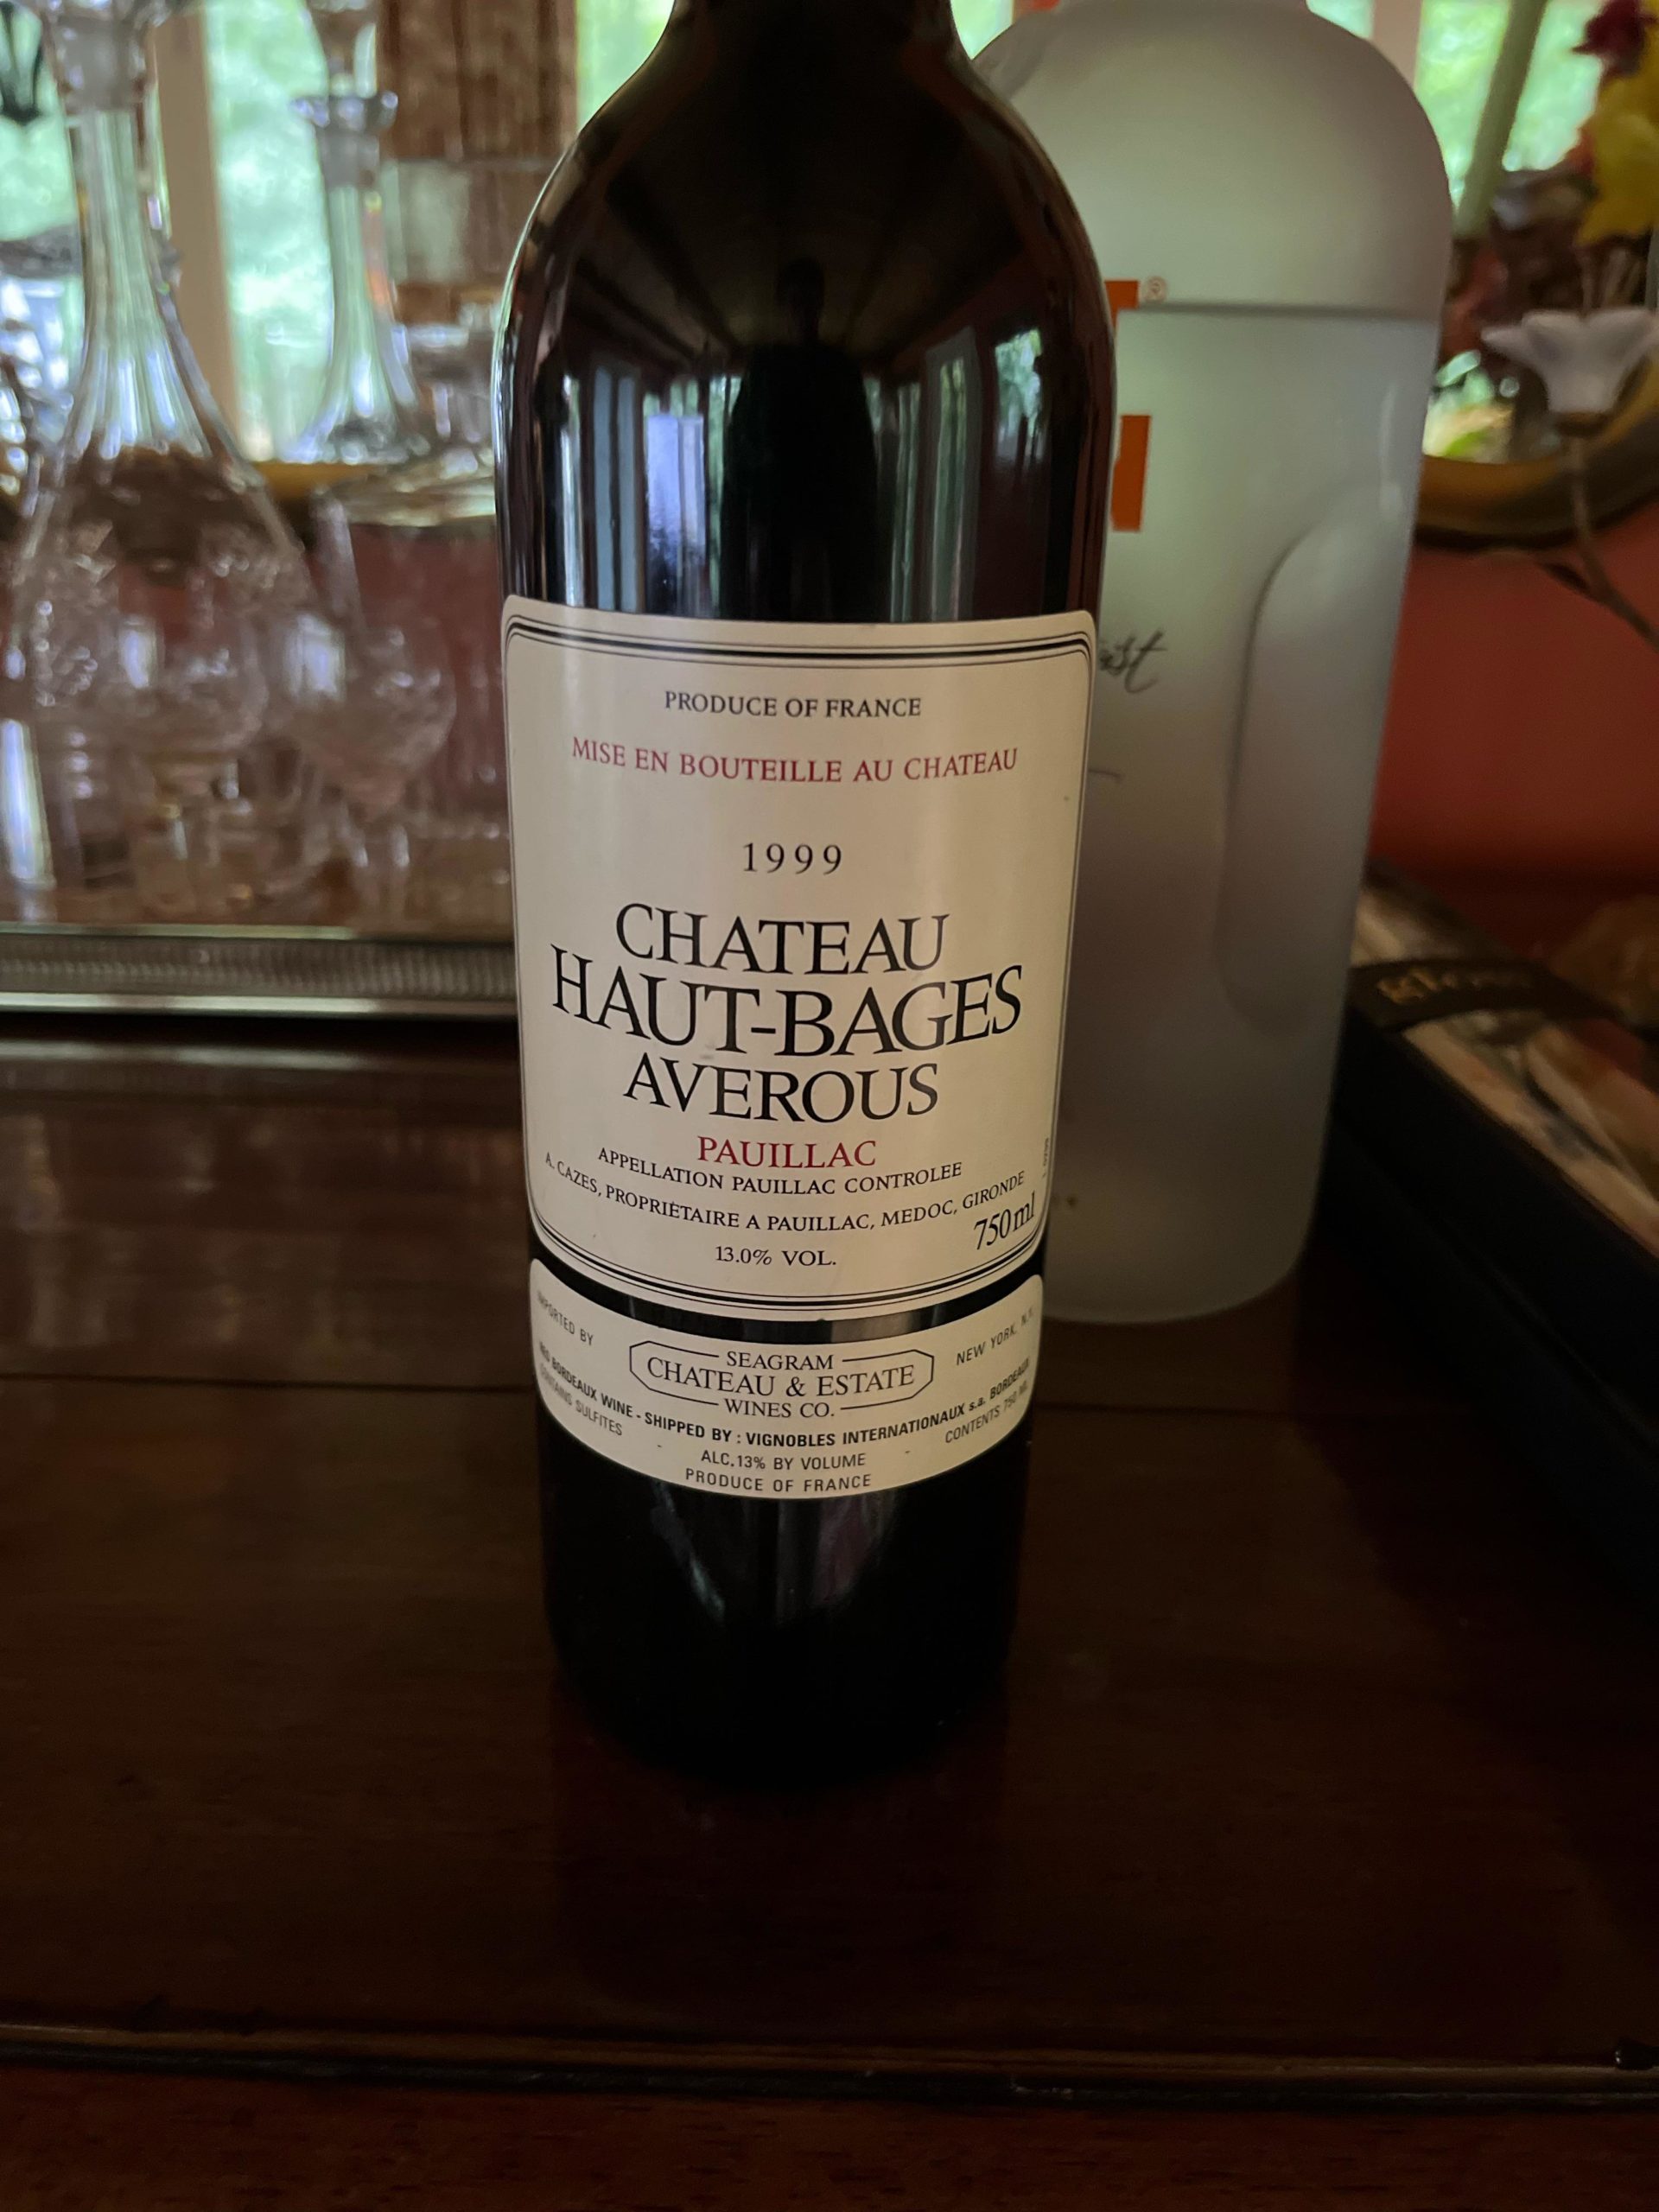 PRODUCE OF FRANCE
MISE EN BOUTEILLE AU CHATEAU
1999
CHATEAU
HAUT-BAGES
AVEROUS
PAUILLAC
APPELLATION PAUILLAC CONTROLEE
A. CAZES, PROPRIÉTAIRE A PAUILLAC, MEDOC, GIRONDE
750 ml
13.0% VOL.
IMPORTED BY
SEAGRAM
CHATEAU & ESTATE
WINES CO.
NEW YORK, N.Y.
RED BORDEAUX WINE - SHIPPED BY : VIGNOBLES INTERNATIONAUX s.a. BORDEAUX
CONTAINS SULFITES
CONTENTS 750 ML
ALC.13% BY VOLUME
PRODUCE OF FRANCE